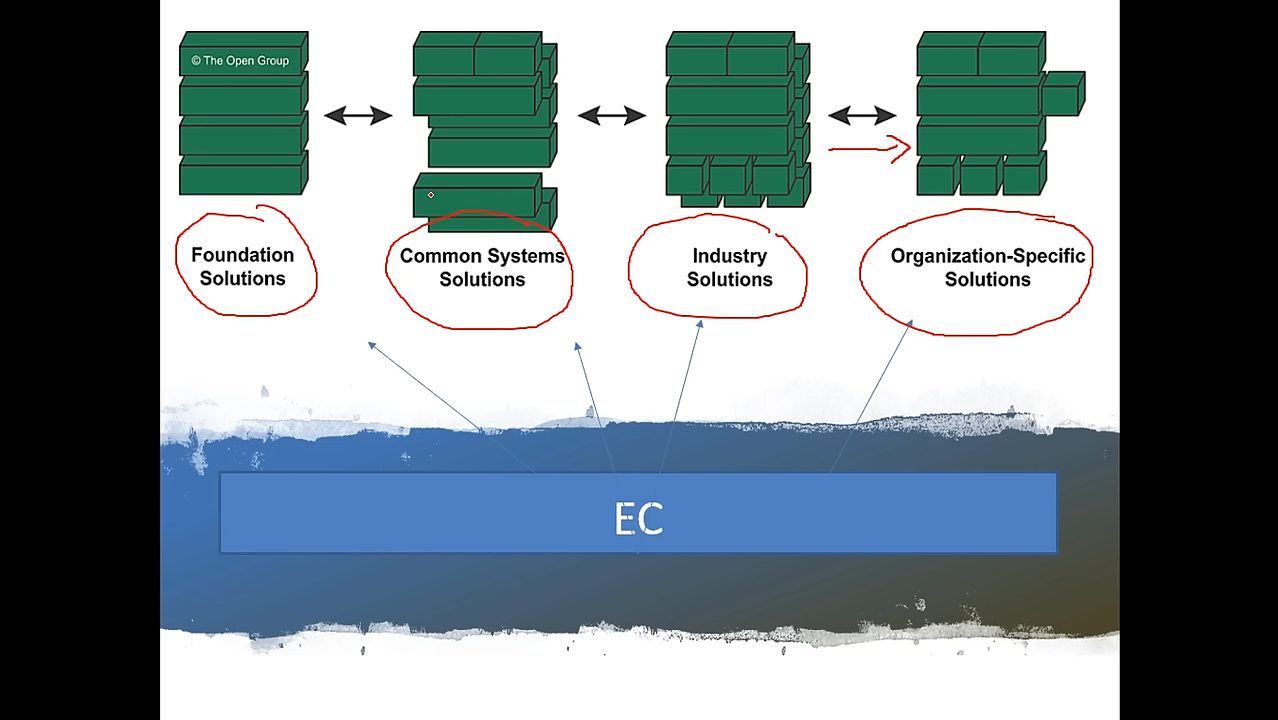 © The Open Group
Foundation
Solutions
Common Systems
Solutions
Industry
Solutions
Organization-Specific
Solutions
EC